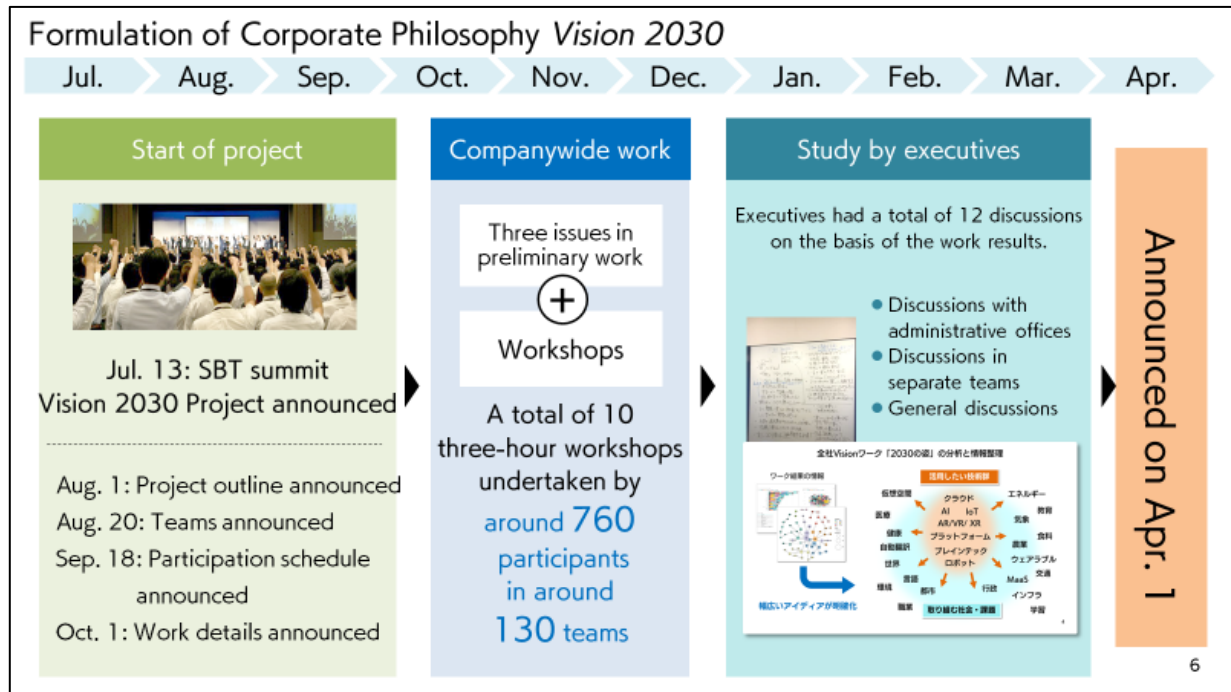 Formulation of Corporate Philosophy Vision 2030
Jul.
Aug.
Sep.
Oct.
Nov.
Dec.
Jan.
Feb.
Mar.
Apr.
Start of project
Jul. 13: SBT summit
Vision 2030 Project announced
Aug. 1: Project outline announced
Aug. 20: Teams announced
Sep. 18: Participation schedule
announced
Oct. 1: Work details announced
Companywide work
Three issues in
preliminary work
+
Workshops
A total of 10
three-hour workshops
undertaken by
around 760
participants
in around
130 teams
Study by executives
Executives had a total of 12 discussions
on the basis of the work results.
● Discussions with
administrative offices
● Discussions in
separate teams
● General discussions
全社Visionワーク「2030の姿」の分析と情報整理
ワーク結果の情報
幅広いアイディアが明確化
活用したい技術群
クラウド
AI IoT
AR/VR/ XR
プラットフォーム
ブレインテック
ロボット
仮想空間
医療
健康
自動翻訳
世界
環境
言語
都市
職業
エネルギー
教育
気象
食料
農業
ウェアラブル
交通
MaaS
行政
インフラ
学習
取り組む社会・課題
Announced on Apr. 1
6